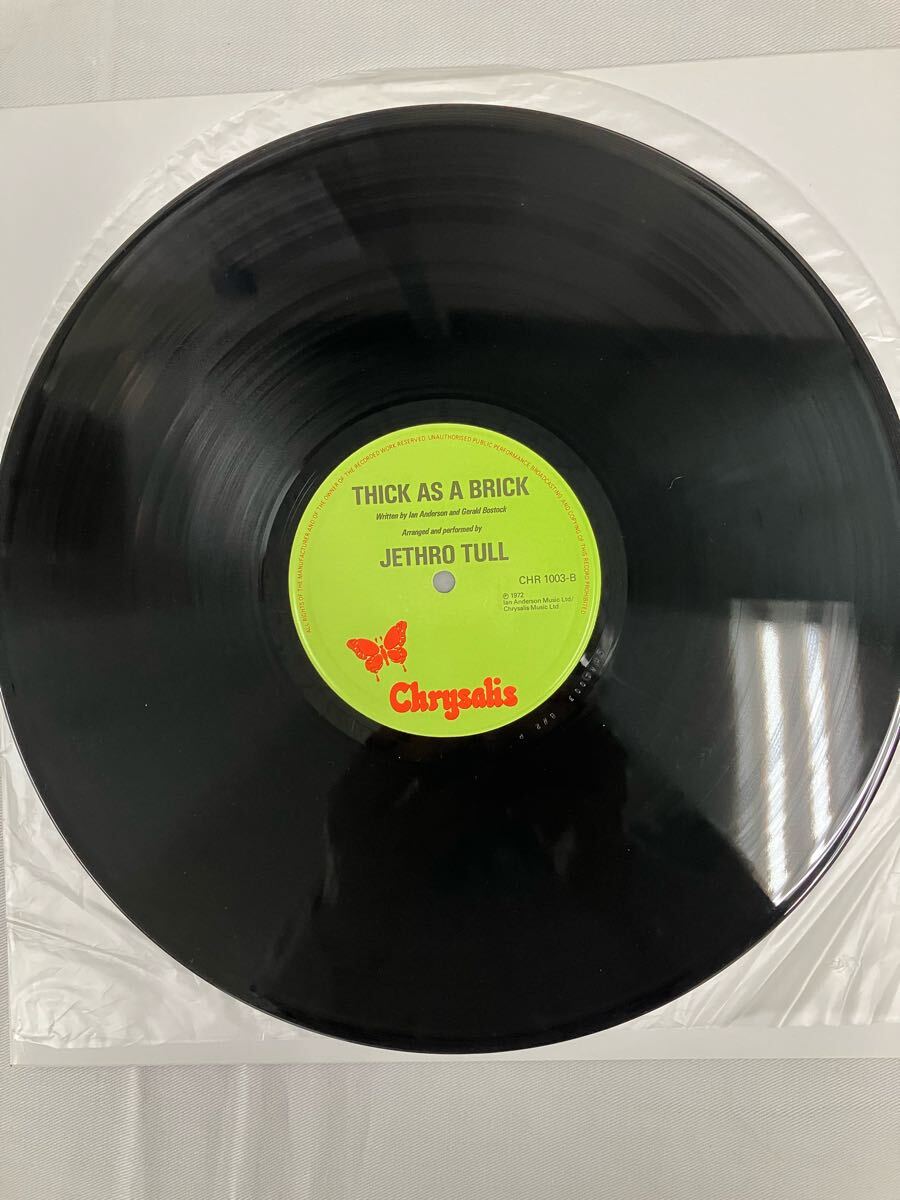 ALL RIGHTS OF THE MANUFACTURER AND OF THE OWNER OF THE RECORDED WORK RESERVED. UNAUTHORISED PUBLIC PERFORMANCE BROADCASTING AND COPYING OF THIS RECORD PROHIBITED
THICK AS A BRICK
Written by Ian Anderson and Gerald Bostock
Arranged and performed by
JETHRO TULL
CHR 1003-B
℗ 1972
Ian Anderson Music Ltd/
Chrysalis Music Ltd
Chrysalis